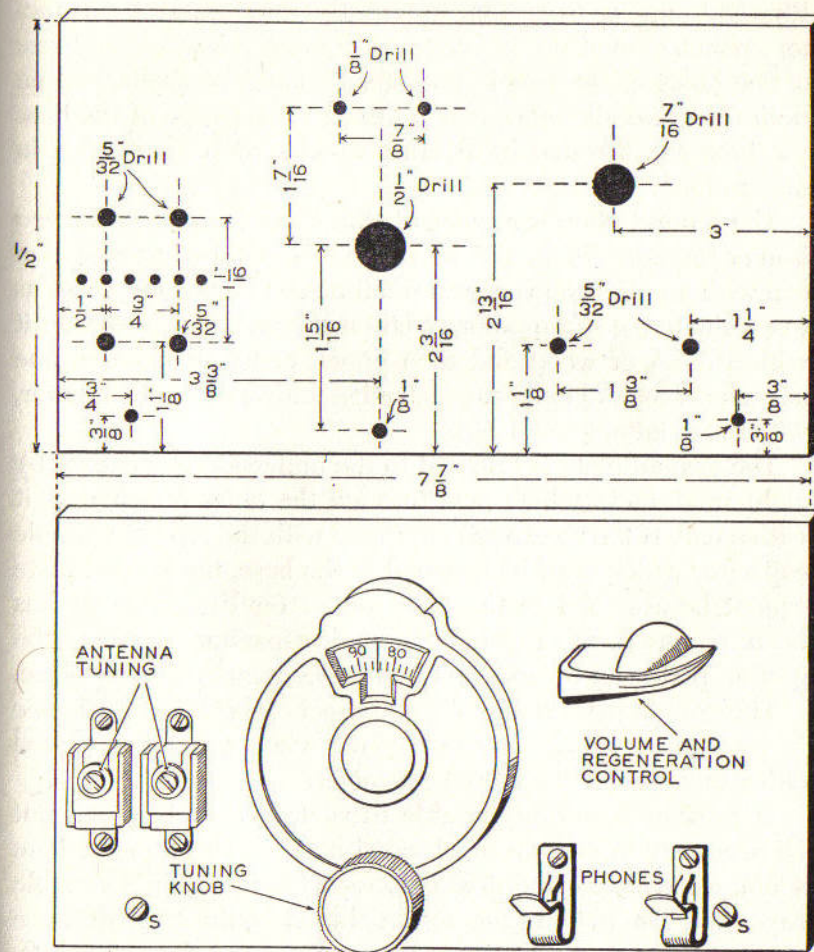 1/8" Drill
7/16" Drill
5/32" Drill
7/8"
1 7/16"
1/2" Drill
3"
1/2"
1 1/16"
1/2"
3/4"
5/32"
1 15/16"
2 3/16"
2 13/16"
5/32" Drill
1 1/4"
3/4"
1 1/8"
3 3/8"
1/8"
1 1/8"
1 3/8"
1/8"
3/8"
3/8"
3/8"
7 7/8"
ANTENNA
TUNING
90 80
VOLUME AND
REGENERATION
CONTROL
TUNING
KNOB
PHONES
S
S